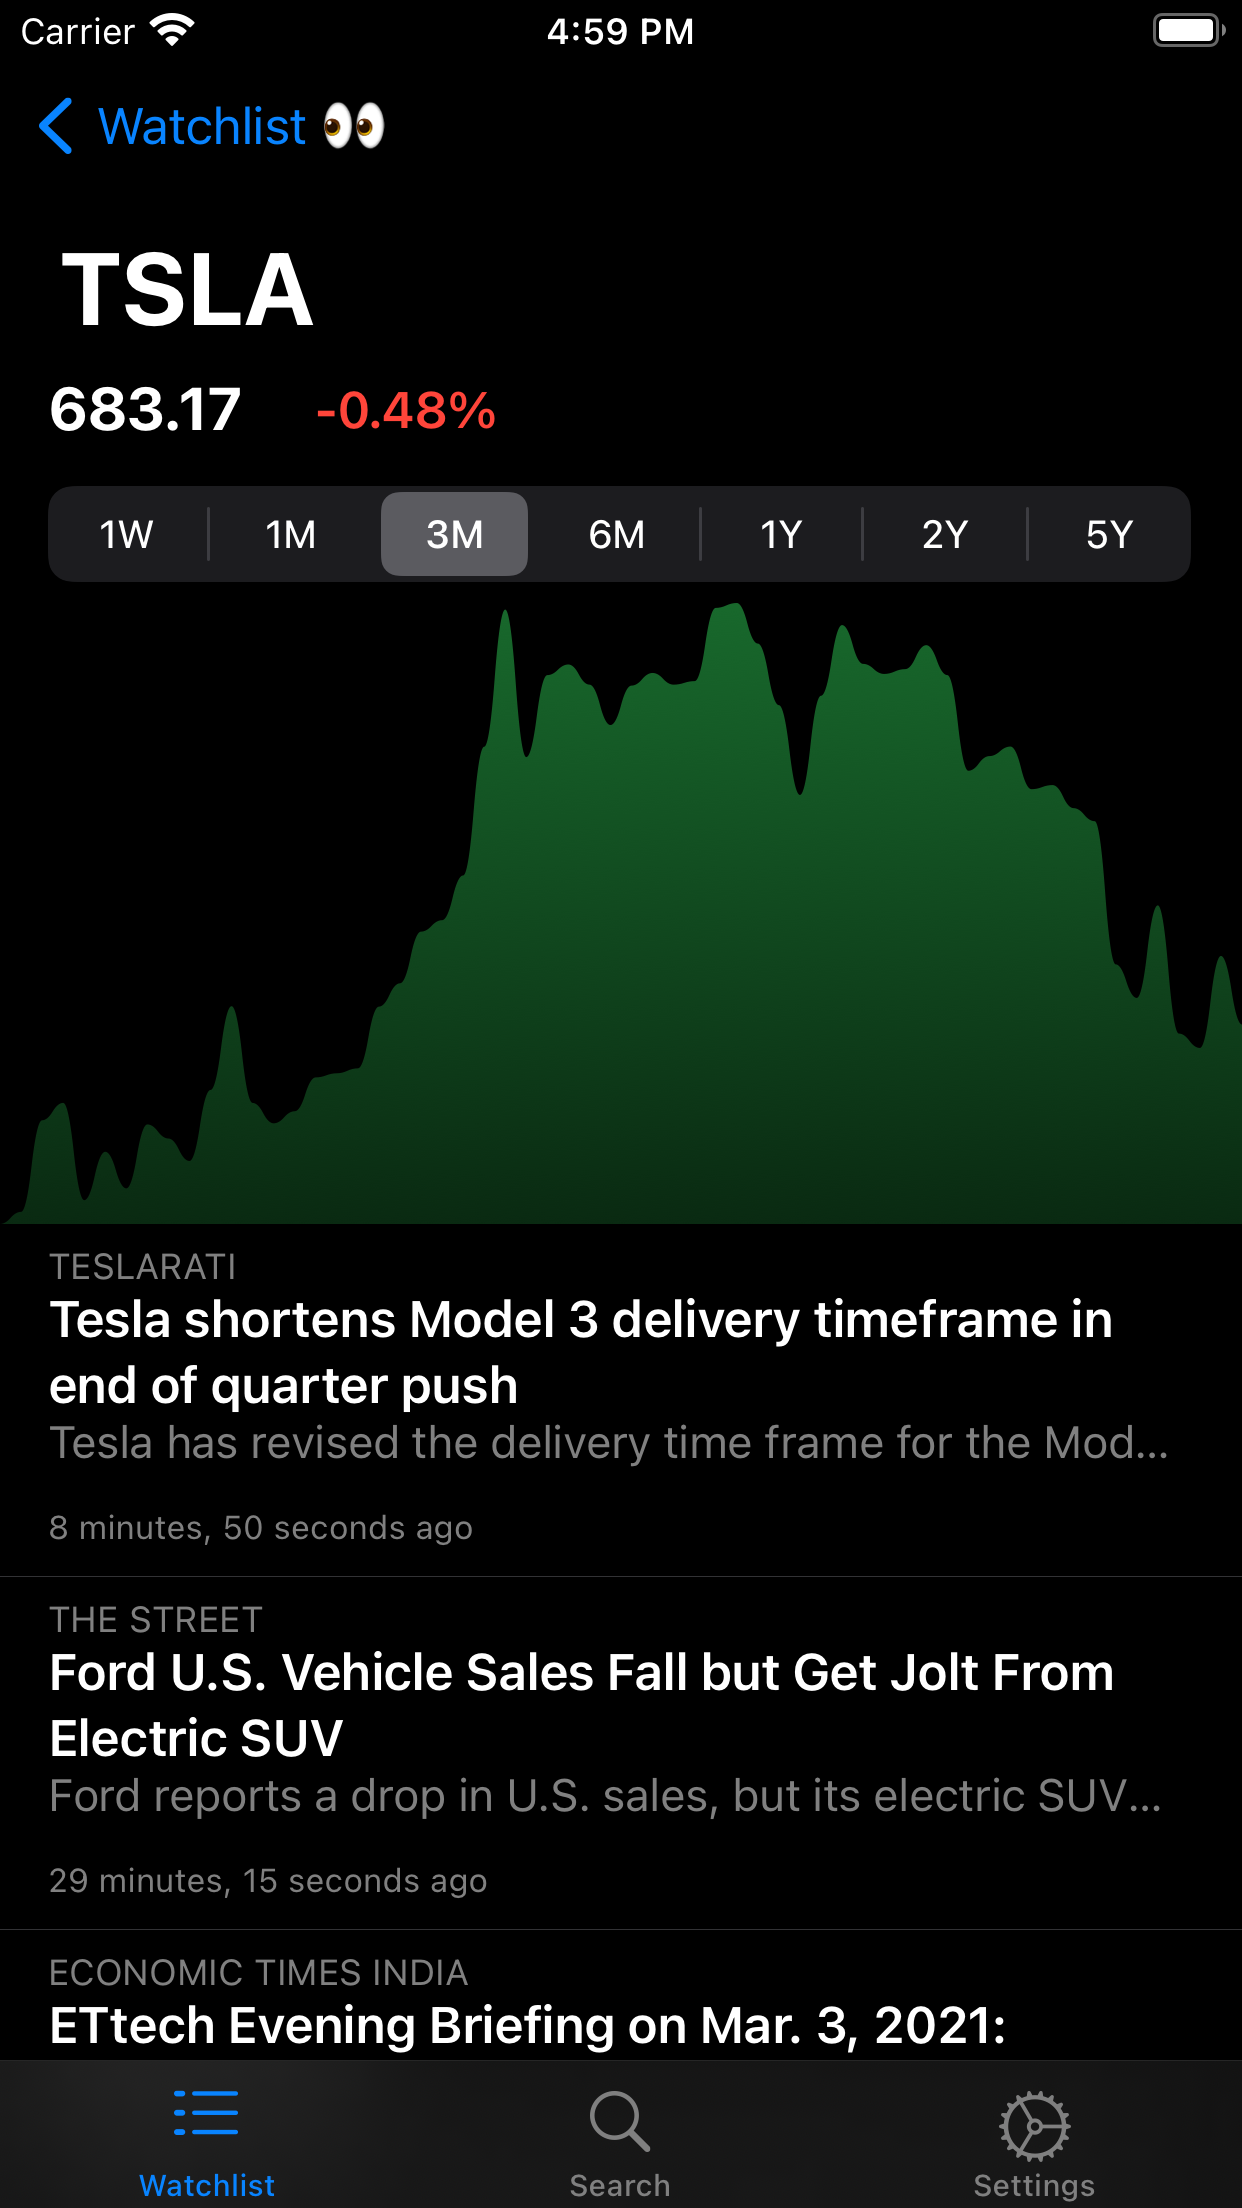 Carrier 4:59 PM
Watchlist 👀
TSLA
683.17 -0.48%
1W 1M 3M 6M 1Y 2Y 5Y
TESLARATI
Tesla shortens Model 3 delivery timeframe in
end of quarter push
Tesla has revised the delivery time frame for the Mod...
8 minutes, 50 seconds ago
THE STREET
Ford U.S. Vehicle Sales Fall but Get Jolt From
Electric SUV
Ford reports a drop in U.S. sales, but its electric SUV...
29 minutes, 15 seconds ago
ECONOMIC TIMES INDIA
ETtech Evening Briefing on Mar. 3, 2021:
Watchlist Search Settings